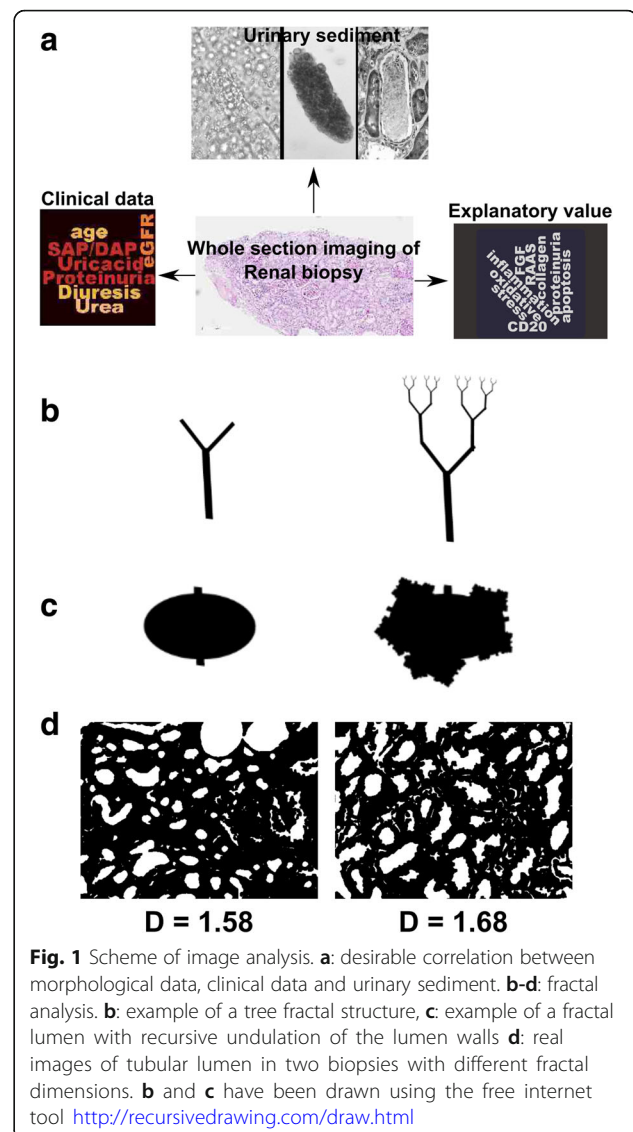 a
Urinary sediment
Clinical data
age
eGFR
SAP/DAP
Uricacid
Proteinuria
Diuresis
Urea
Whole section imaging of
Renal biopsy
Explanatory value
FGF
RAAS
collagen
proteinuria
apoptosis
inflammation
oxidative
stress
CD20
b
c
d
D = 1.58
D = 1.68
Fig. 1 Scheme of image analysis. a: desirable correlation between
morphological data, clinical data and urinary sediment. b-d: fractal
analysis. b: example of a tree fractal structure, c: example of a fractal
lumen with recursive undulation of the lumen walls d: real
images of tubular lumen in two biopsies with different fractal
dimensions. b and c have been drawn using the free internet
tool http://recursivedrawing.com/draw.html